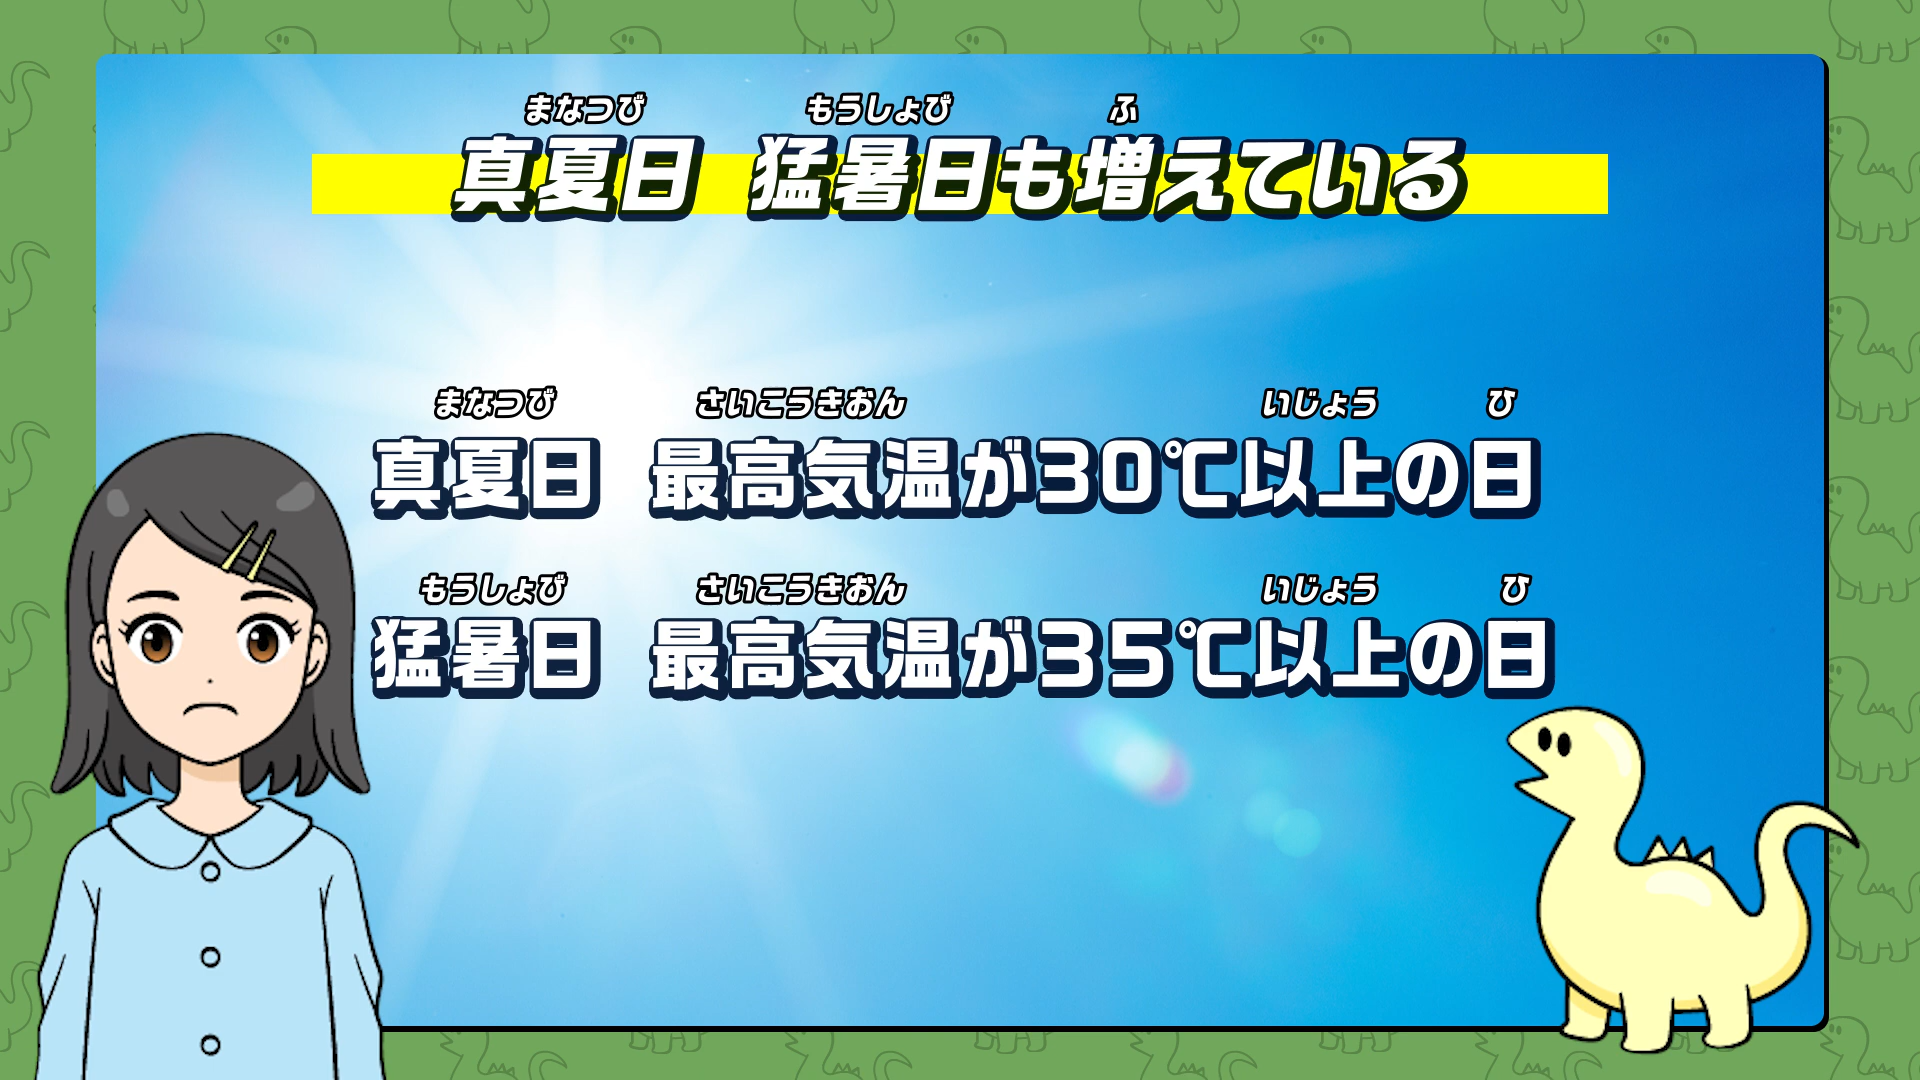 まなつび もうしょび ふ
真夏日 猛暑日も増えている
まなつび さいこうきおん いじょう ひ
真夏日 最高気温が30℃以上の日
もうしょび さいこうきおん いじょう ひ
猛暑日 最高気温が35℃以上の日